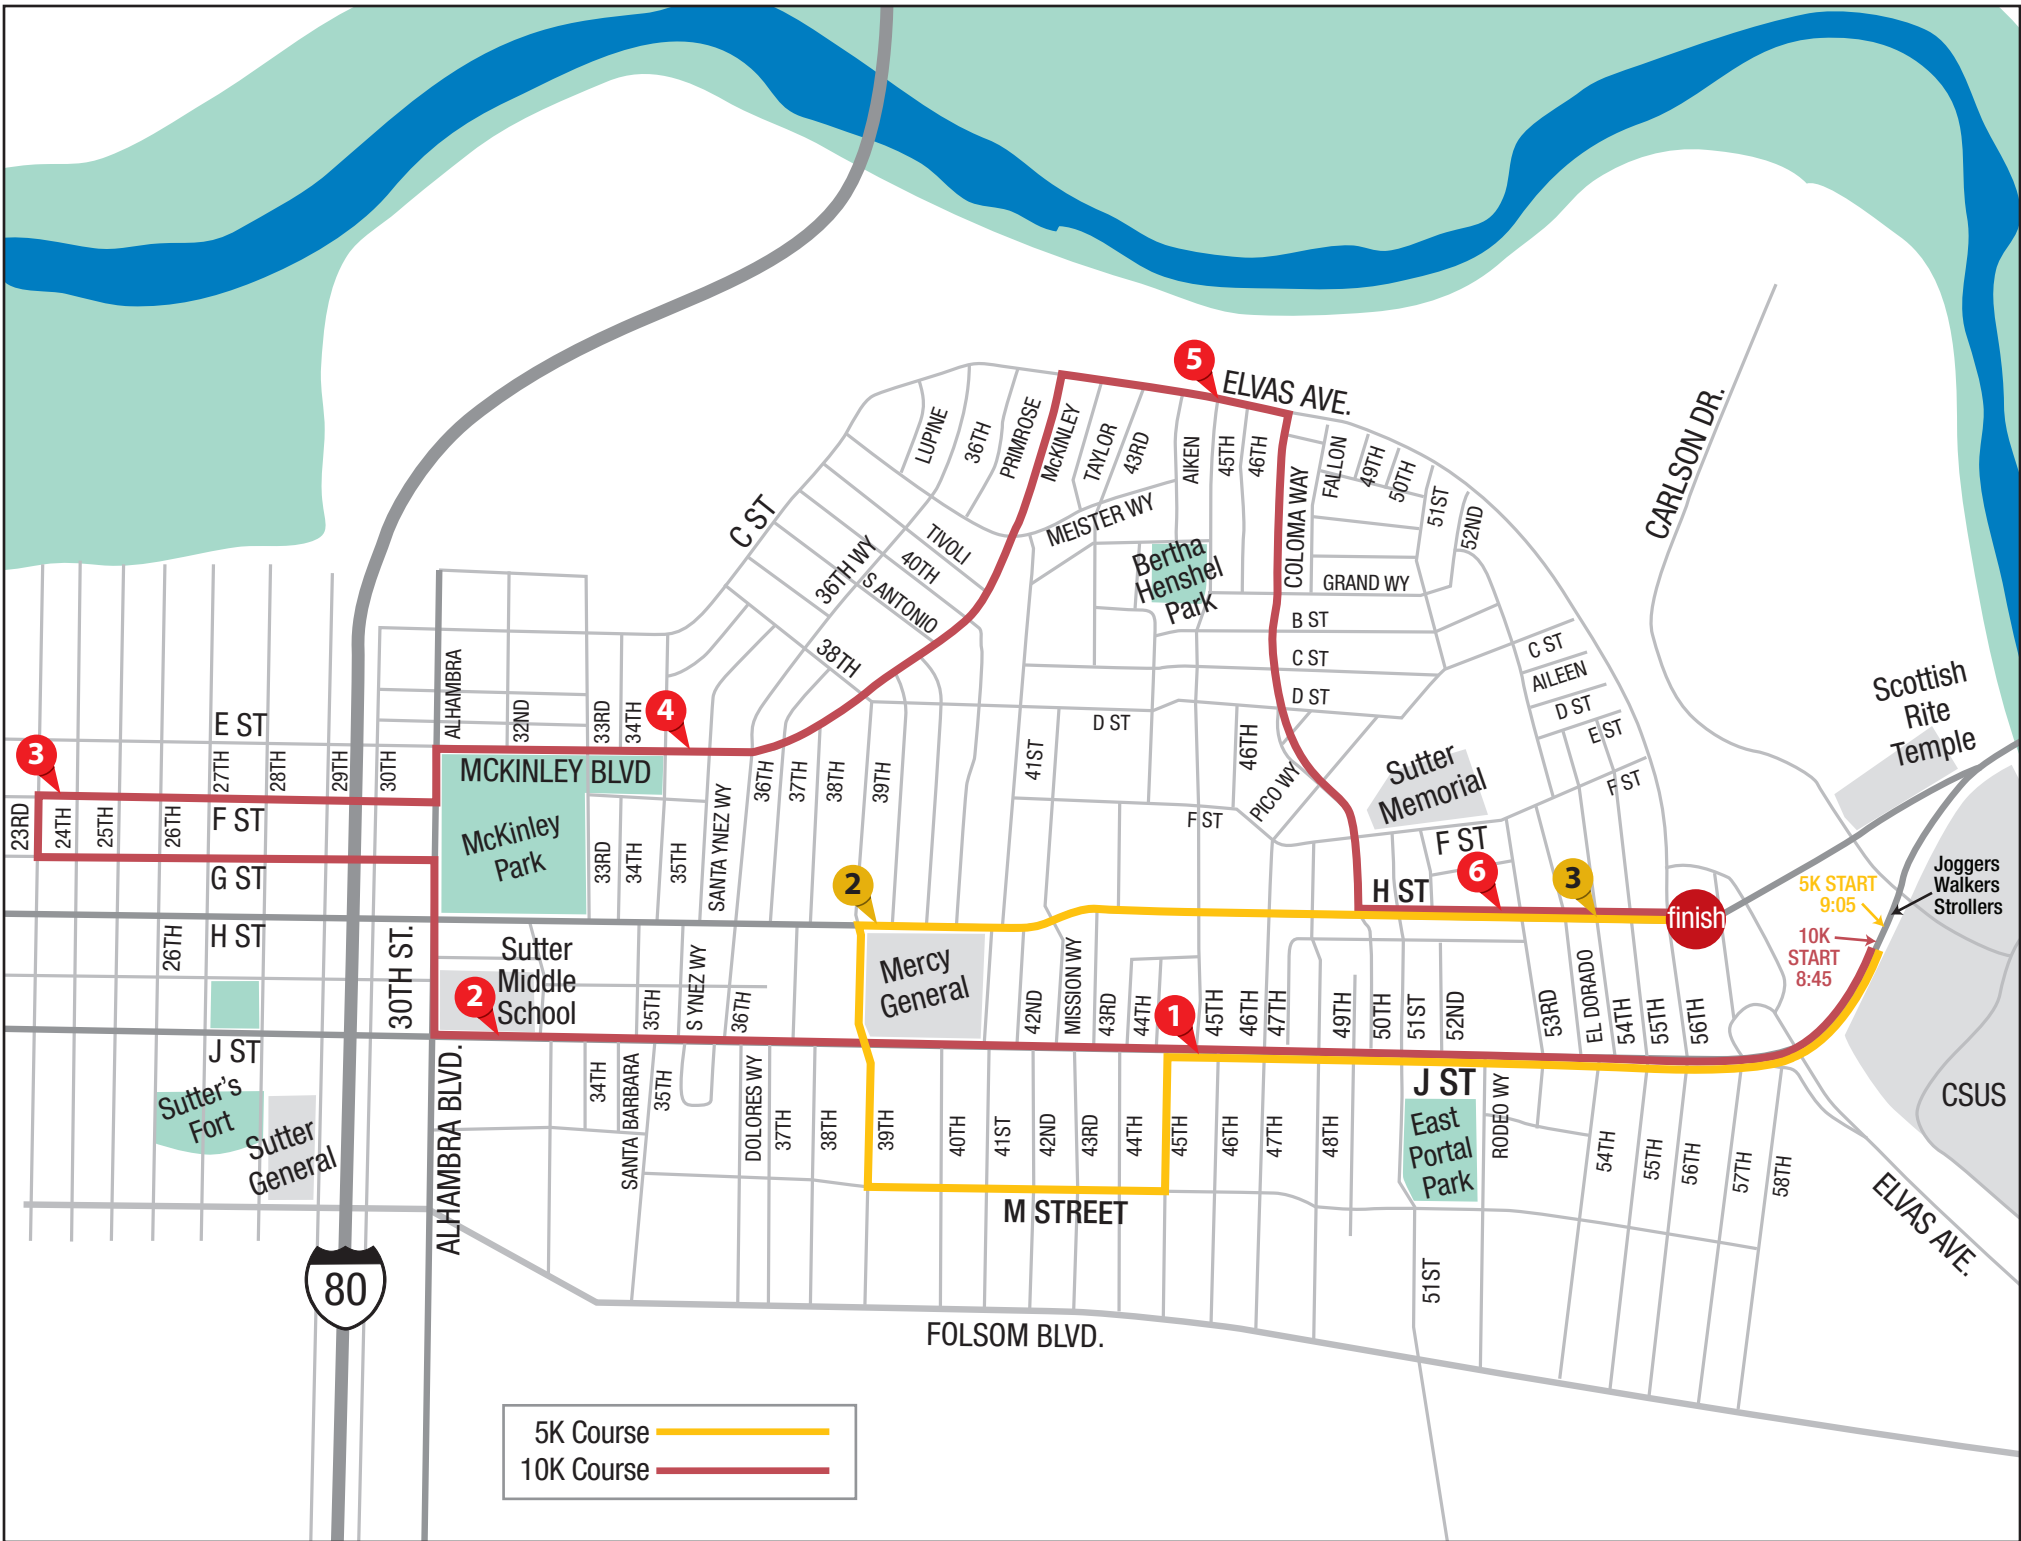 5
ELVAS AVE.
LUPINE
36TH
PRIMROSE
McKINLEY
TAYLOR
43RD
AIKEN
45TH
46TH
FALLON
49TH
50TH
51ST
52ND
CARLSON DR.
C ST
MEISTER WY
COLOMA WAY
TIVOLI
40TH
36TH WY
S ANTONIO
38TH
Bertha
Henshel
Park
GRAND WY
B ST
C ST
D ST
C ST
AILEEN
D ST
E ST
F ST
Scottish
Rite
Temple
ALHAMBRA
32ND
33RD
34TH
4
E ST
3
27TH
28TH
29TH
30TH
MCKINLEY BLVD
D ST
41ST
46TH
PICO WY
Sutter
Memorial
36TH
37TH
38TH
39TH
SANTA YNEZ WY
23RD
24TH
25TH
26TH
F ST
McKinley
Park
33RD
34TH
35TH
F ST
F ST
G ST
2
H ST
6
3
finish
5K START
9:05
Joggers
Walkers
Strollers
10K
START
8:45
H ST
26TH
30TH ST.
Sutter
Middle
School
2
35TH
S YNEZ WY
36TH
Mercy
General
42ND
MISSION WY
43RD
44TH
1
45TH
46TH
47TH
49TH
50TH
51ST
52ND
53RD
EL DORADO
54TH
55TH
56TH
J ST
J ST
Sutter's
Fort
Sutter
General
ALHAMBRA BLVD.
34TH
SANTA BARBARA
35TH
DOLORES WY
37TH
38TH
39TH
40TH
41ST
42ND
43RD
44TH
45TH
46TH
47TH
48TH
East
Portal
Park
RODEO WY
54TH
55TH
56TH
57TH
58TH
CSUS
ELVAS AVE.
M STREET
51ST
80
FOLSOM BLVD.
5K Course
10K Course